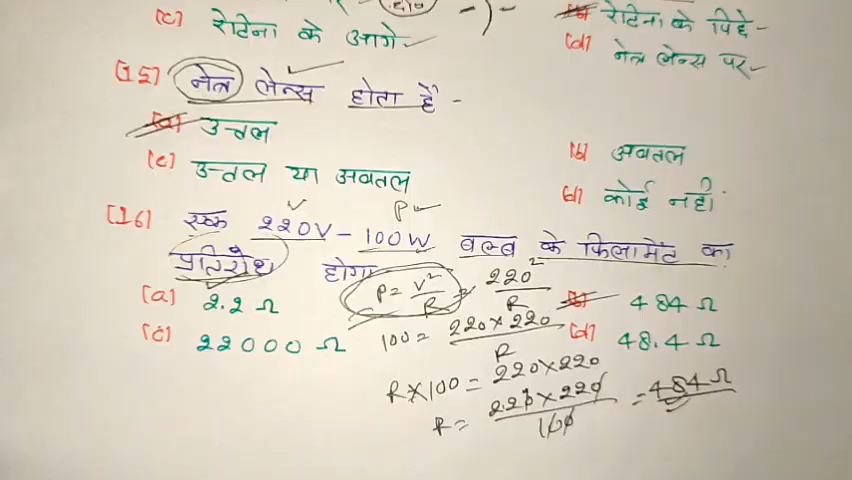 (c) रेटिना के आगे
(b) रेटिना के पिछे
(d) नेत्र लेन्स पर
[15] नेत्र लेन्स होता है -
(a) उत्तल
(b) अवतल
(c) उत्तल या अवतल
(d) कोई नहीं
[16] एक 220V - 100W बल्ब के फिलामेंट का
P
प्रतिरोध होगा
(a) 2.2 Ω
(b) 484 Ω
(c) 22000 Ω
(d) 48.4 Ω
P = V²/R = 220²/R
100 = 220 × 220/R
R × 100 = 220 × 220
R = 220 × 220/100 = 484 Ω